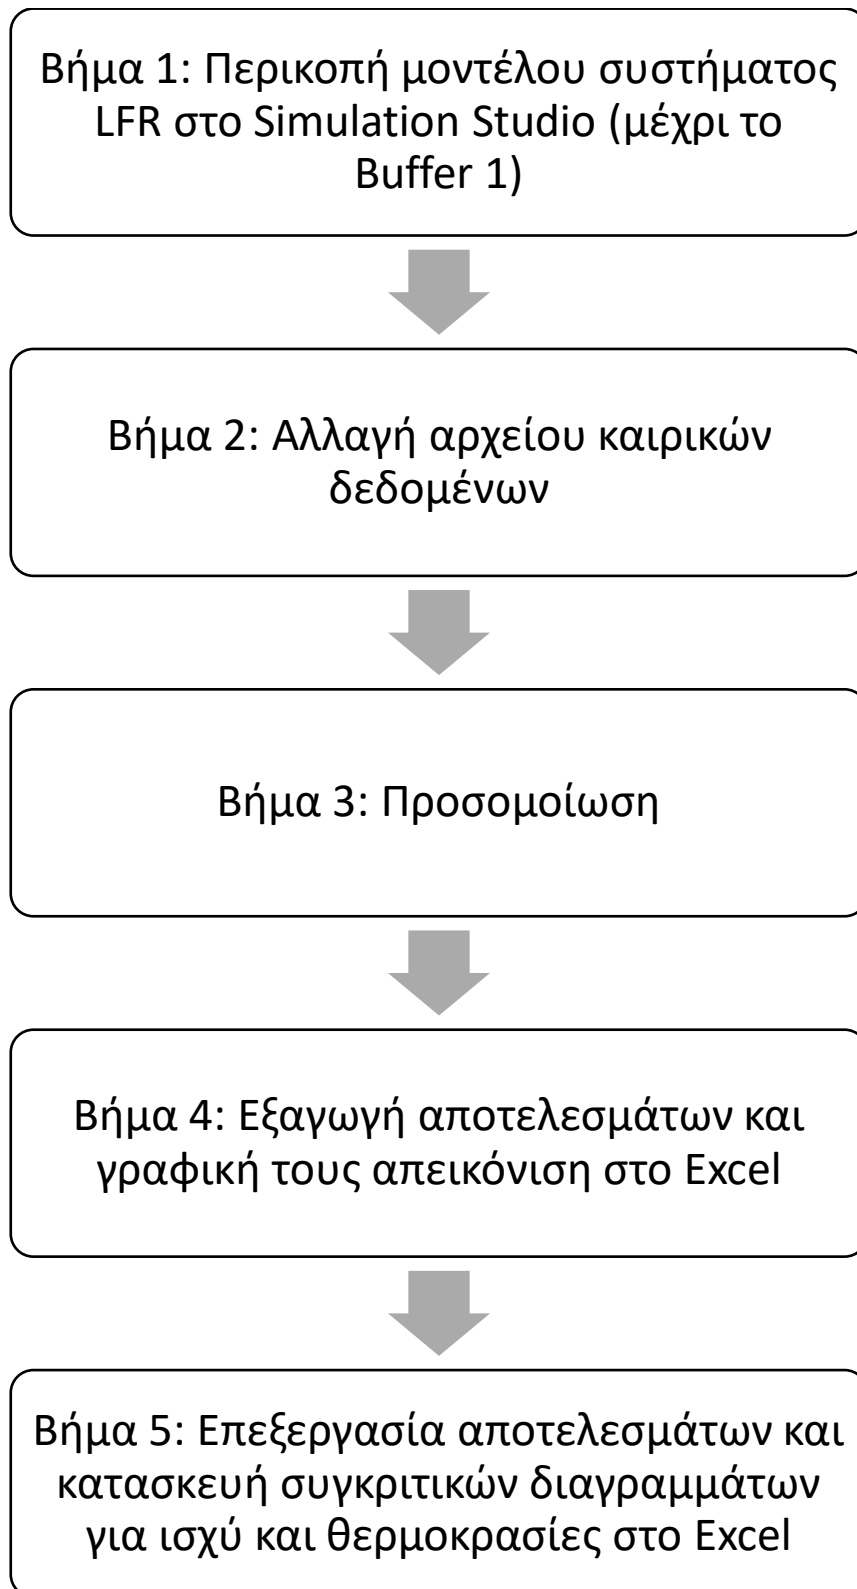 Βήμα 1: Περικοπή μοντέλου συστήματος
LFR στο Simulation Studio (μέχρι το
Buffer 1)
Βήμα 2: Αλλαγή αρχείου καιρικών
δεδομένων
Βήμα 3: Προσομοίωση
Βήμα 4: Εξαγωγή αποτελεσμάτων και
γραφική τους απεικόνιση στο Excel
Βήμα 5: Επεξεργασία αποτελεσμάτων και
κατασκευή συγκριτικών διαγραμμάτων
για ισχύ και θερμοκρασίες στο Excel